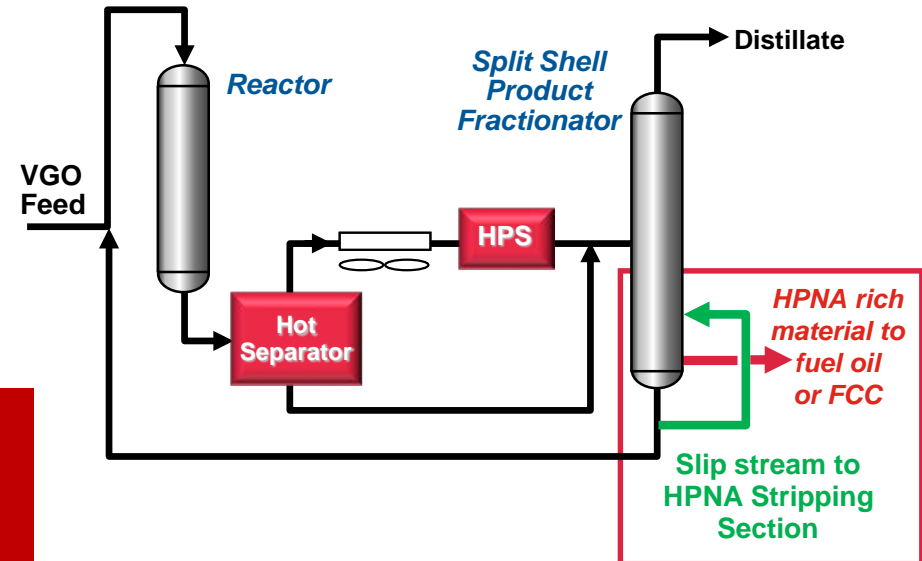 Distillate
Split Shell
Product
Fractionator
Reactor
VGO
Feed
HPS
Hot
Separator
HPNA rich
material to
fuel oil
or FCC
Slip stream to
HPNA Stripping
Section